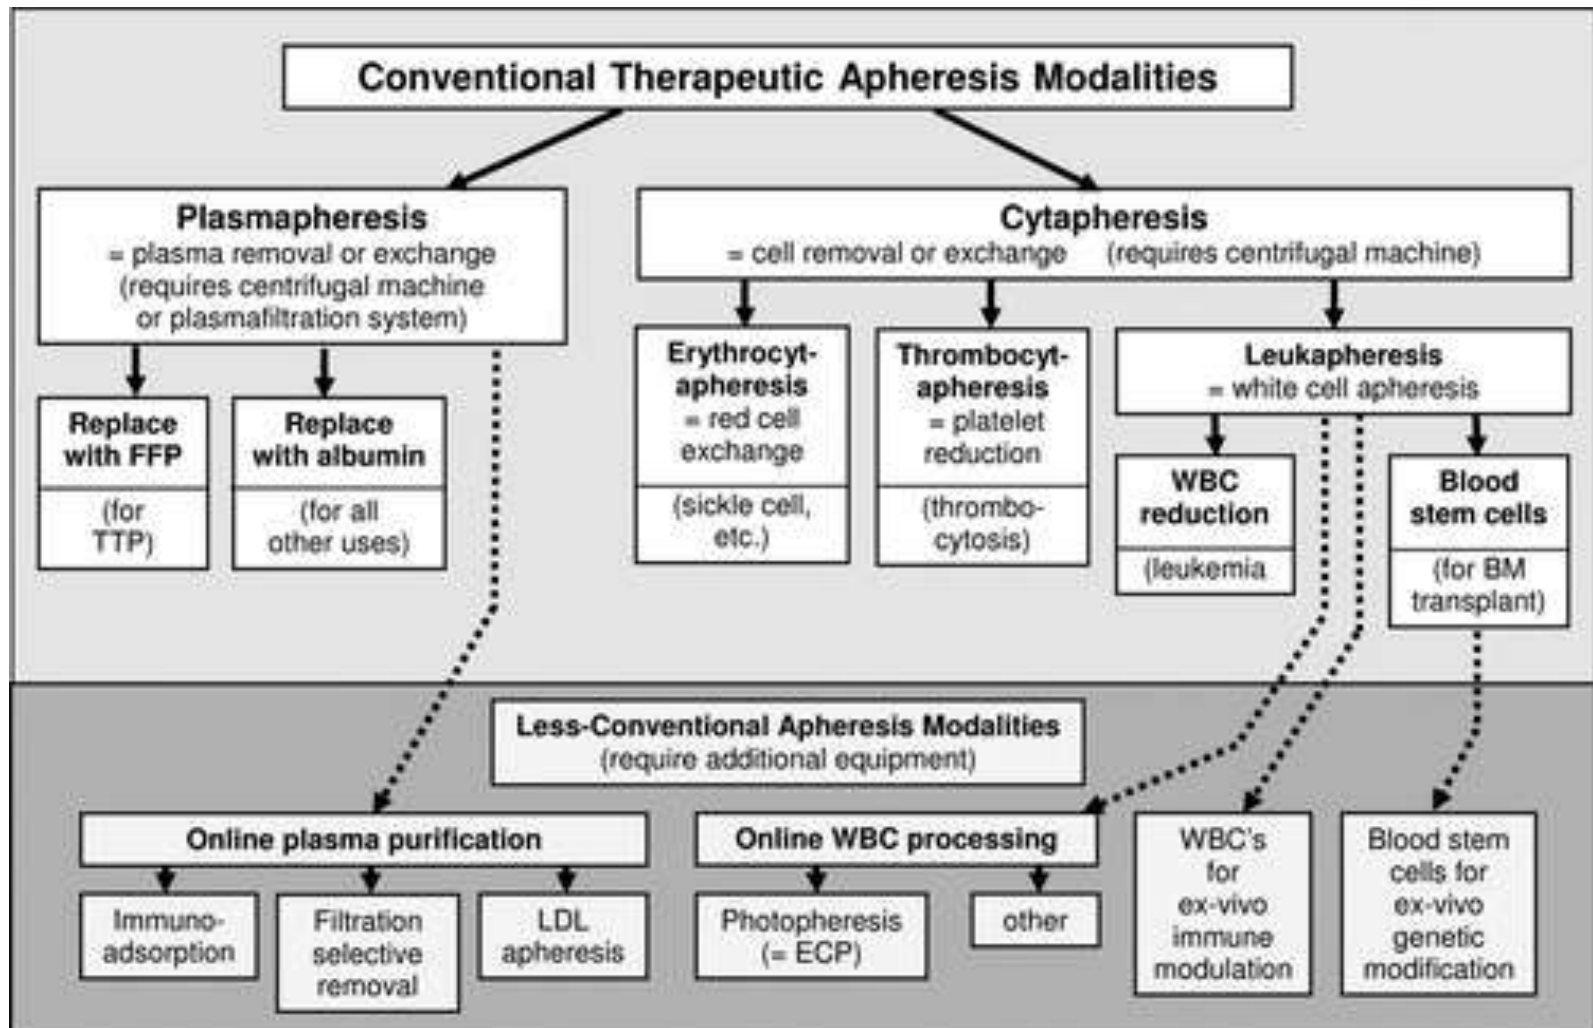 Conventional Therapeutic Apheresis Modalities
Plasmapheresis
= plasma removal or exchange
(requires centrifugal machine
or plasmafiltration system)
Replace
with FFP
(for
TTP)
Replace
with albumin
(for all
other uses)
Cytapheresis
= cell removal or exchange (requires centrifugal machine)
Erythrocyt-
apheresis
= red cell
exchange
(sickle cell,
etc.)
Thrombocyt-
apheresis
= platelet
reduction
(thrombo-
cytosis)
Leukapheresis
= white cell apheresis
WBC
reduction
(leukemia
Blood
stem cells
(for BM
transplant)
Less-Conventional Apheresis Modalities
(require additional equipment)
Online plasma purification
Immuno-
adsorption
Filtration
selective
removal
LDL
apheresis
Online WBC processing
Photopheresis
(= ECP)
other
WBC's
for
ex-vivo
immune
modulation
Blood stem
cells for
ex-vivo
genetic
modification